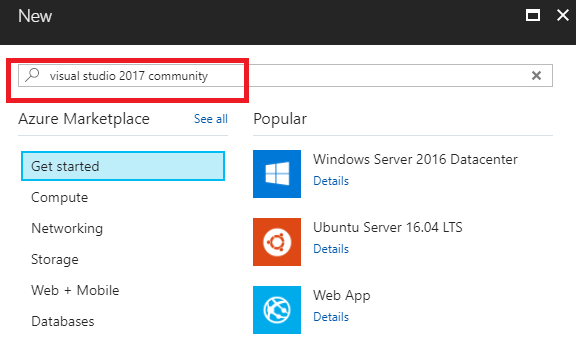 New
visual studio 2017 community
Azure Marketplace
See all
Get started
Compute
Networking
Storage
Web + Mobile
Databases
Popular
Windows Server 2016 Datacenter
Details
Ubuntu Server 16.04 LTS
Details
Web App
Details